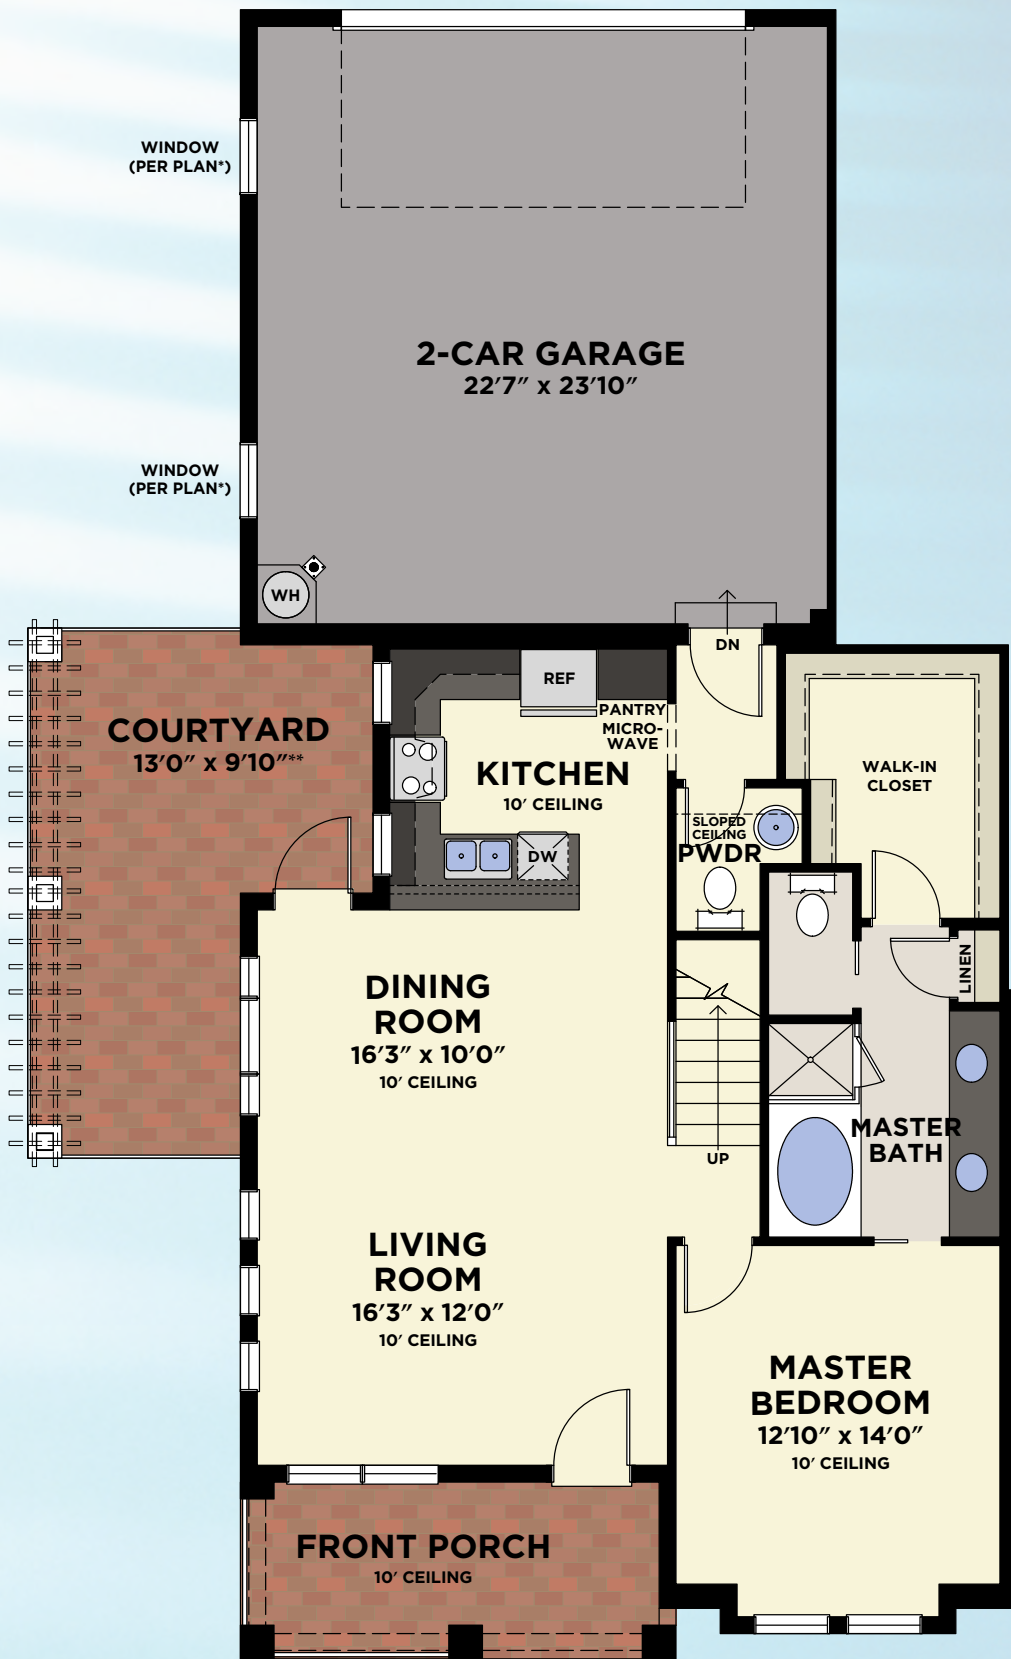 WINDOW
(PER PLAN*)
2-CAR GARAGE
22′7″ x 23′10″
WINDOW
(PER PLAN*)
WH
DN
COURTYARD
13′0″ x 9′10″**
REF
PANTRY
MICRO-
WAVE
KITCHEN
10′ CEILING
DW
WALK-IN
CLOSET
SLOPED
CEILING
PWDR
LINEN
DINING
ROOM
16′3″ x 10′0″
10′ CEILING
UP
MASTER
BATH
LIVING
ROOM
16′3″ x 12′0″
10′ CEILING
MASTER
BEDROOM
12′10″ x 14′0″
10′ CEILING
FRONT PORCH
10′ CEILING